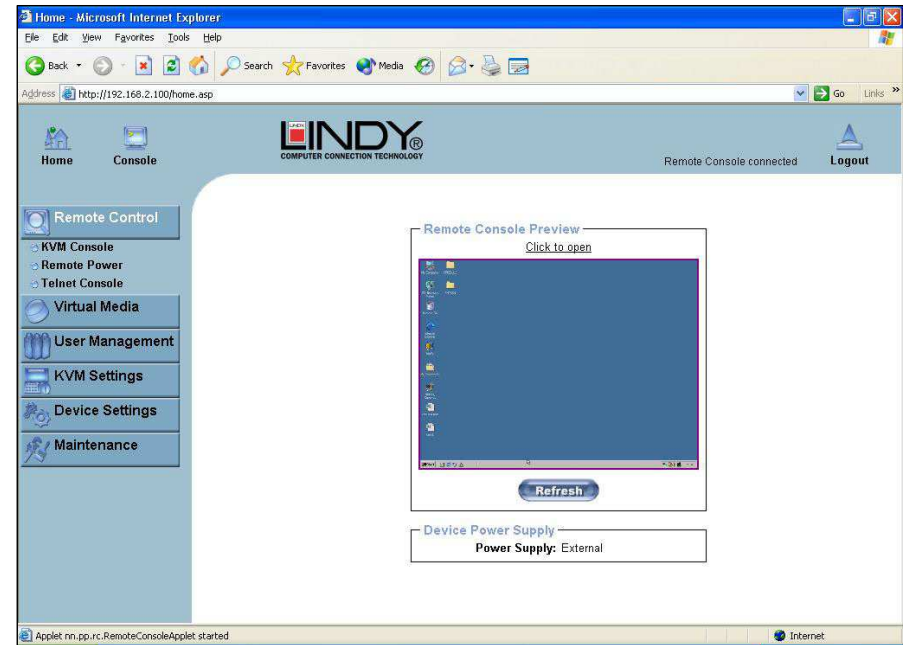 Home - Microsoft Internet Explorer
File Edit View Favorites Tools Help
Back Search Favorites Media
Address http://192.168.2.100/home.asp Go Links »
LINDY®
COMPUTER CONNECTION TECHNOLOGY
Home Console Remote Console connected Logout
Remote Control
KVM Console
Remote Power
Telnet Console
Virtual Media
User Management
KVM Settings
Device Settings
Maintenance
Remote Console Preview
Click to open
Refresh
Device Power Supply
Power Supply: External
Applet nn.pp.rc.RemoteConsoleApplet started Internet